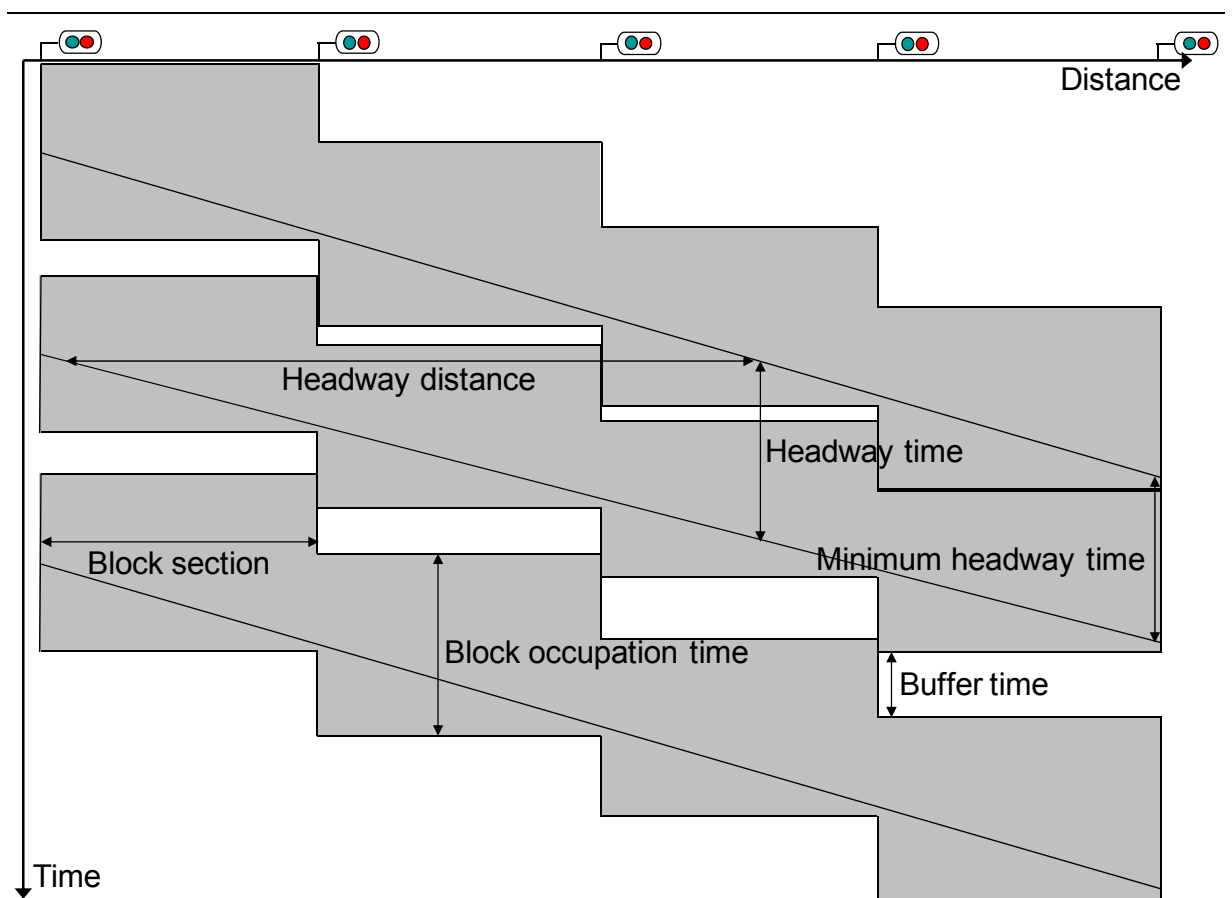 Distance
Headway distance
Headway time
Block section
Minimum headway time
Block occupation time
Buffer time
Time